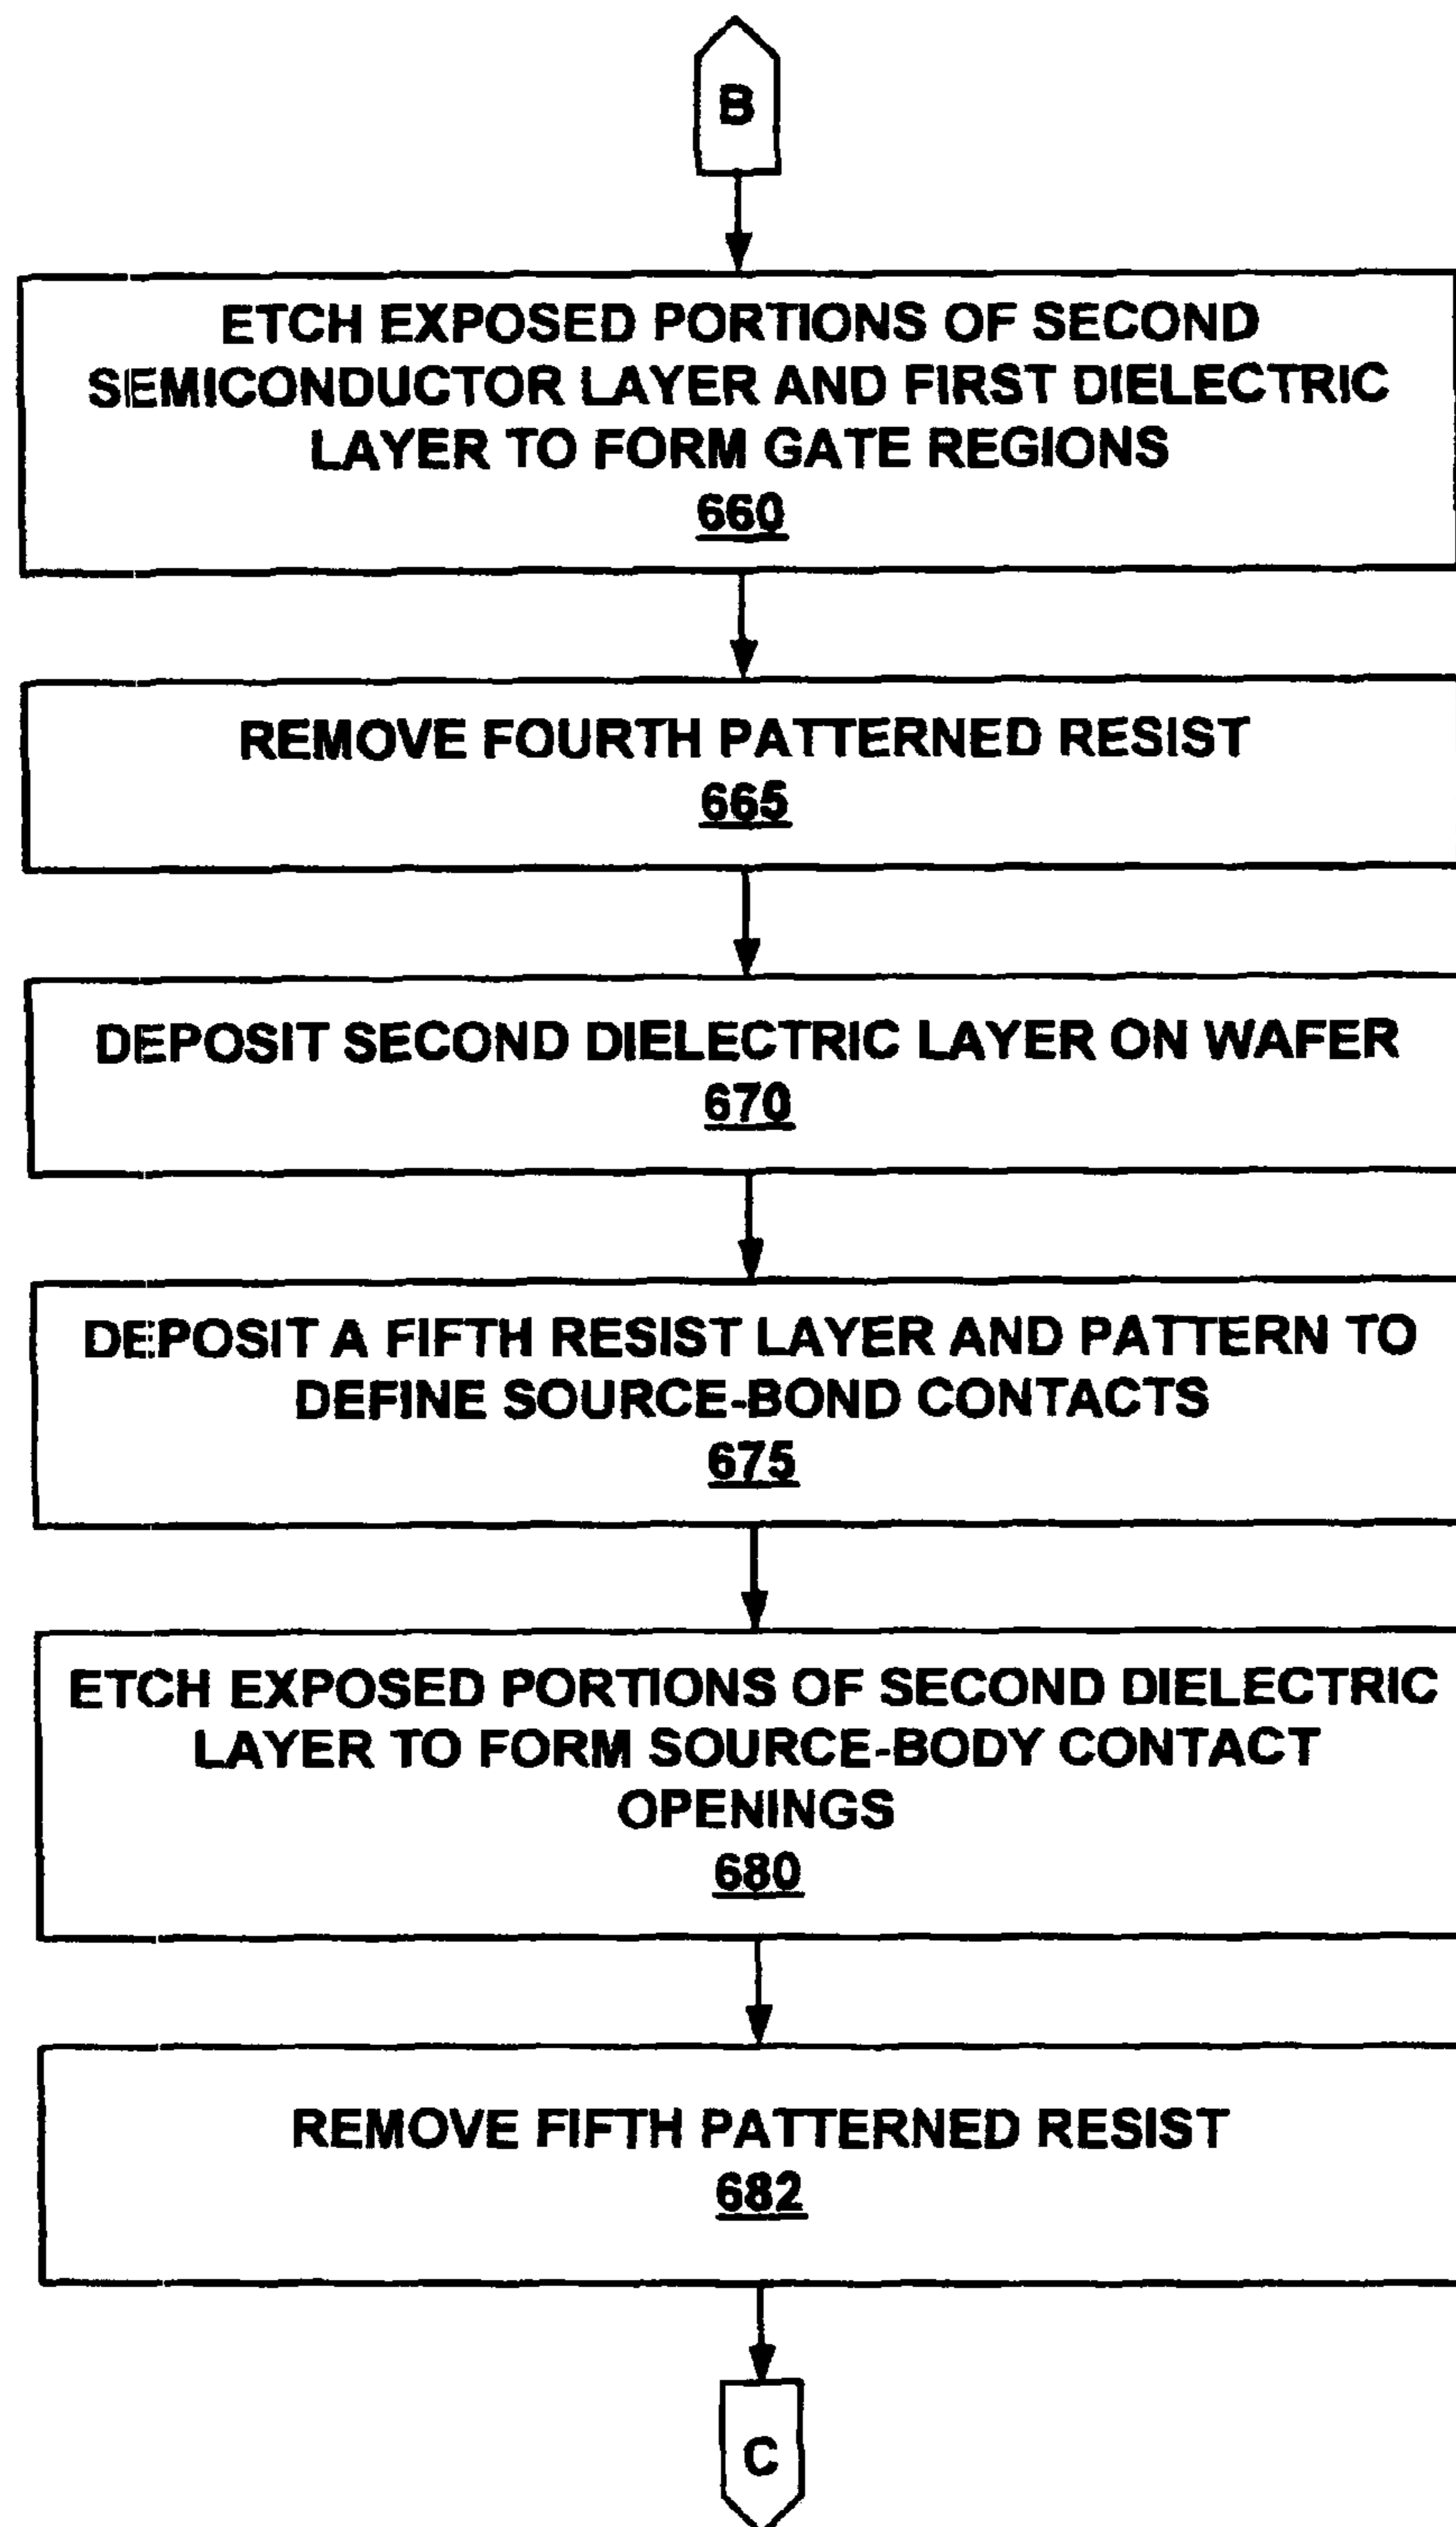 B
ETCH EXPOSED PORTIONS OF SECOND
SEMICONDUCTOR LAYER AND FIRST DIELECTRIC
LAYER TO FORM GATE REGIONS
660
REMOVE FOURTH PATTERNED RESIST
665
DEPOSIT SECOND DIELECTRIC LAYER ON WAFER
670
DEPOSIT A FIFTH RESIST LAYER AND PATTERN TO
DEFINE SOURCE-BOND CONTACTS
675
ETCH EXPOSED PORTIONS OF SECOND DIELECTRIC
LAYER TO FORM SOURCE-BODY CONTACT
OPENINGS
680
REMOVE FIFTH PATTERNED RESIST
682
C